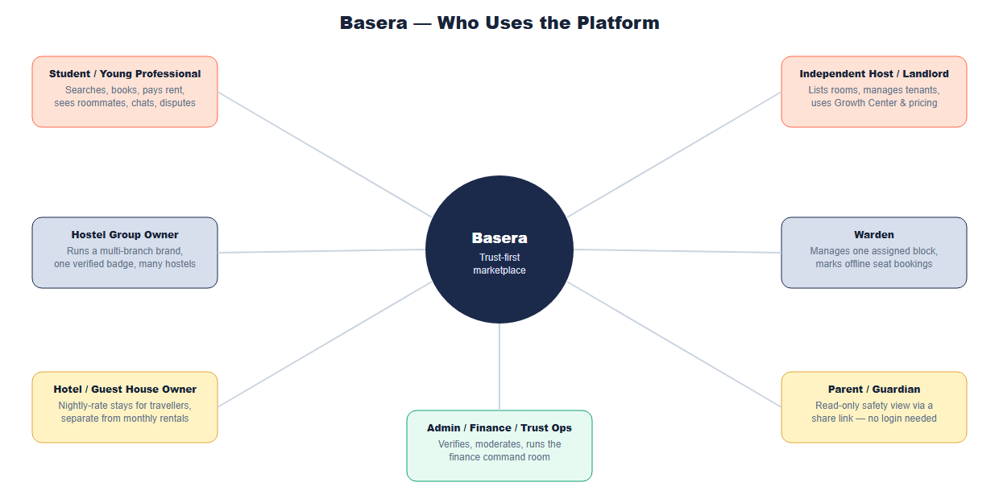 Basera — Who Uses the Platform
Student / Young Professional
Searches, books, pays rent,
sees roommates, chats, disputes
Independent Host / Landlord
Lists rooms, manages tenants,
uses Growth Center & pricing
Hostel Group Owner
Runs a multi-branch brand,
one verified badge, many hostels
Basera
Trust-first
marketplace
Warden
Manages one assigned block,
marks offline seat bookings
Hotel / Guest House Owner
Nightly-rate stays for travellers,
separate from monthly rentals
Admin / Finance / Trust Ops
Verifies, moderates, runs the
finance command room
Parent / Guardian
Read-only safety view via a
share link — no login needed